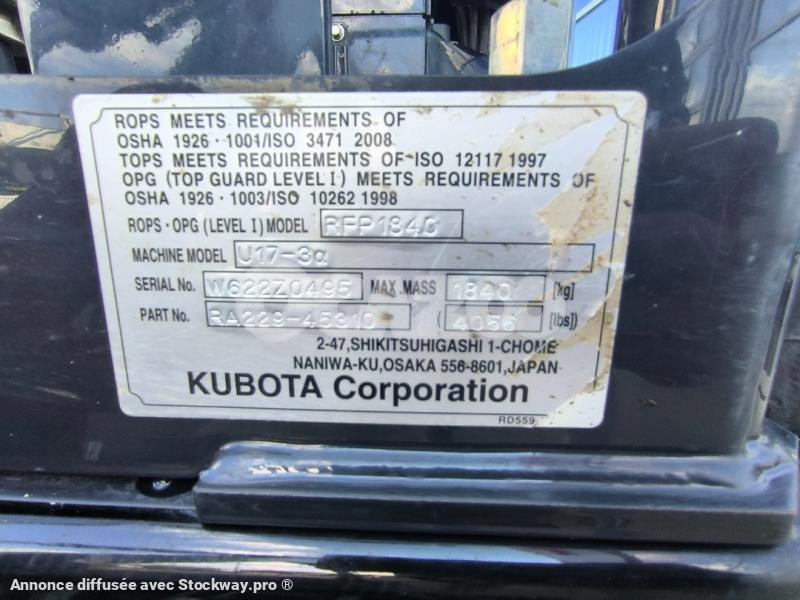 ROPS MEETS REQUIREMENTS OF
OSHA 1926・1001/ISO 3471 2008
TOPS MEETS REQUIREMENTS OF ISO 12117 1997
OPG (TOP GUARD LEVEL I) MEETS REQUIREMENTS OF
OSHA 1926・1003/ISO 10262 1998
ROPS・OPG (LEVEL I) MODEL RFP1840
MACHINE MODEL U17-3α
SERIAL No. W622Z0495 MAX.MASS 1840 [kg]
PART No. RA229-45310 ( 4056 [lbs])
2-47,SHIKITSUHIGASHI 1-CHOME
NANIWA-KU,OSAKA 556-8601,JAPAN
KUBOTA Corporation
RD559
Annonce diffusée avec Stockway.pro ®